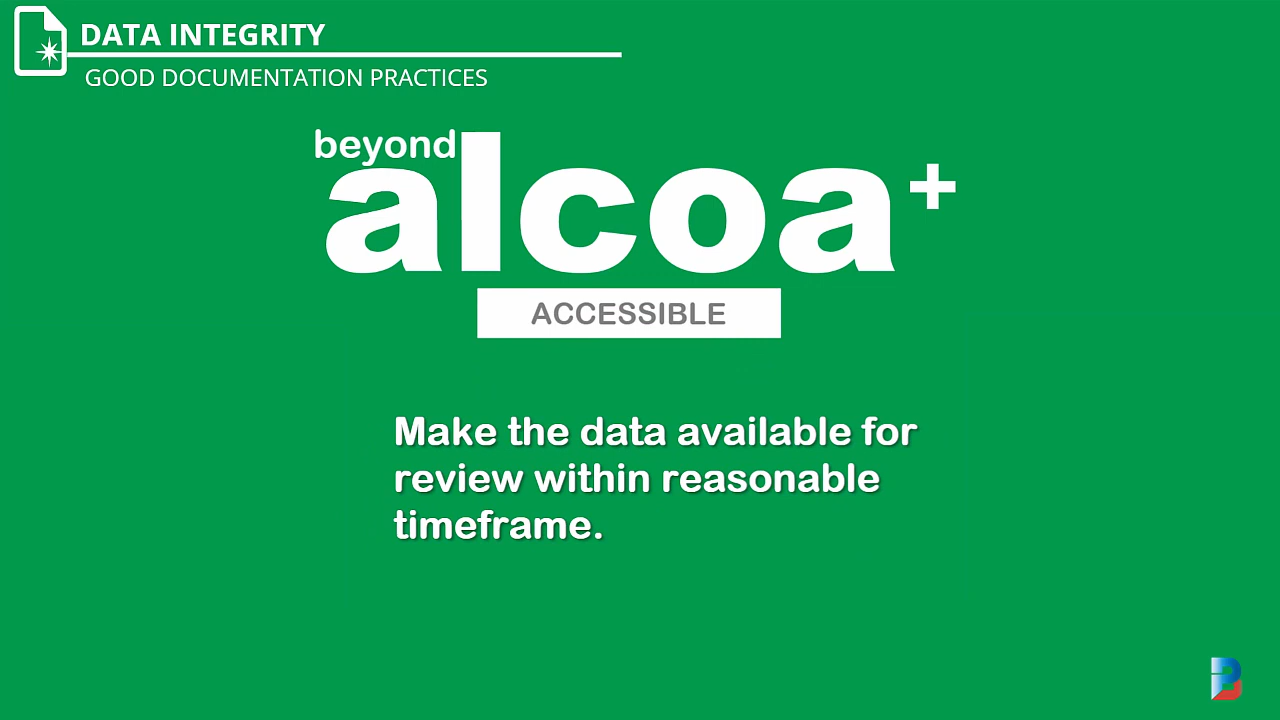 DATA INTEGRITY
GOOD DOCUMENTATION PRACTICES
beyond
alcoa+
ACCESSIBLE
Make the data available for
review within reasonable
timeframe.